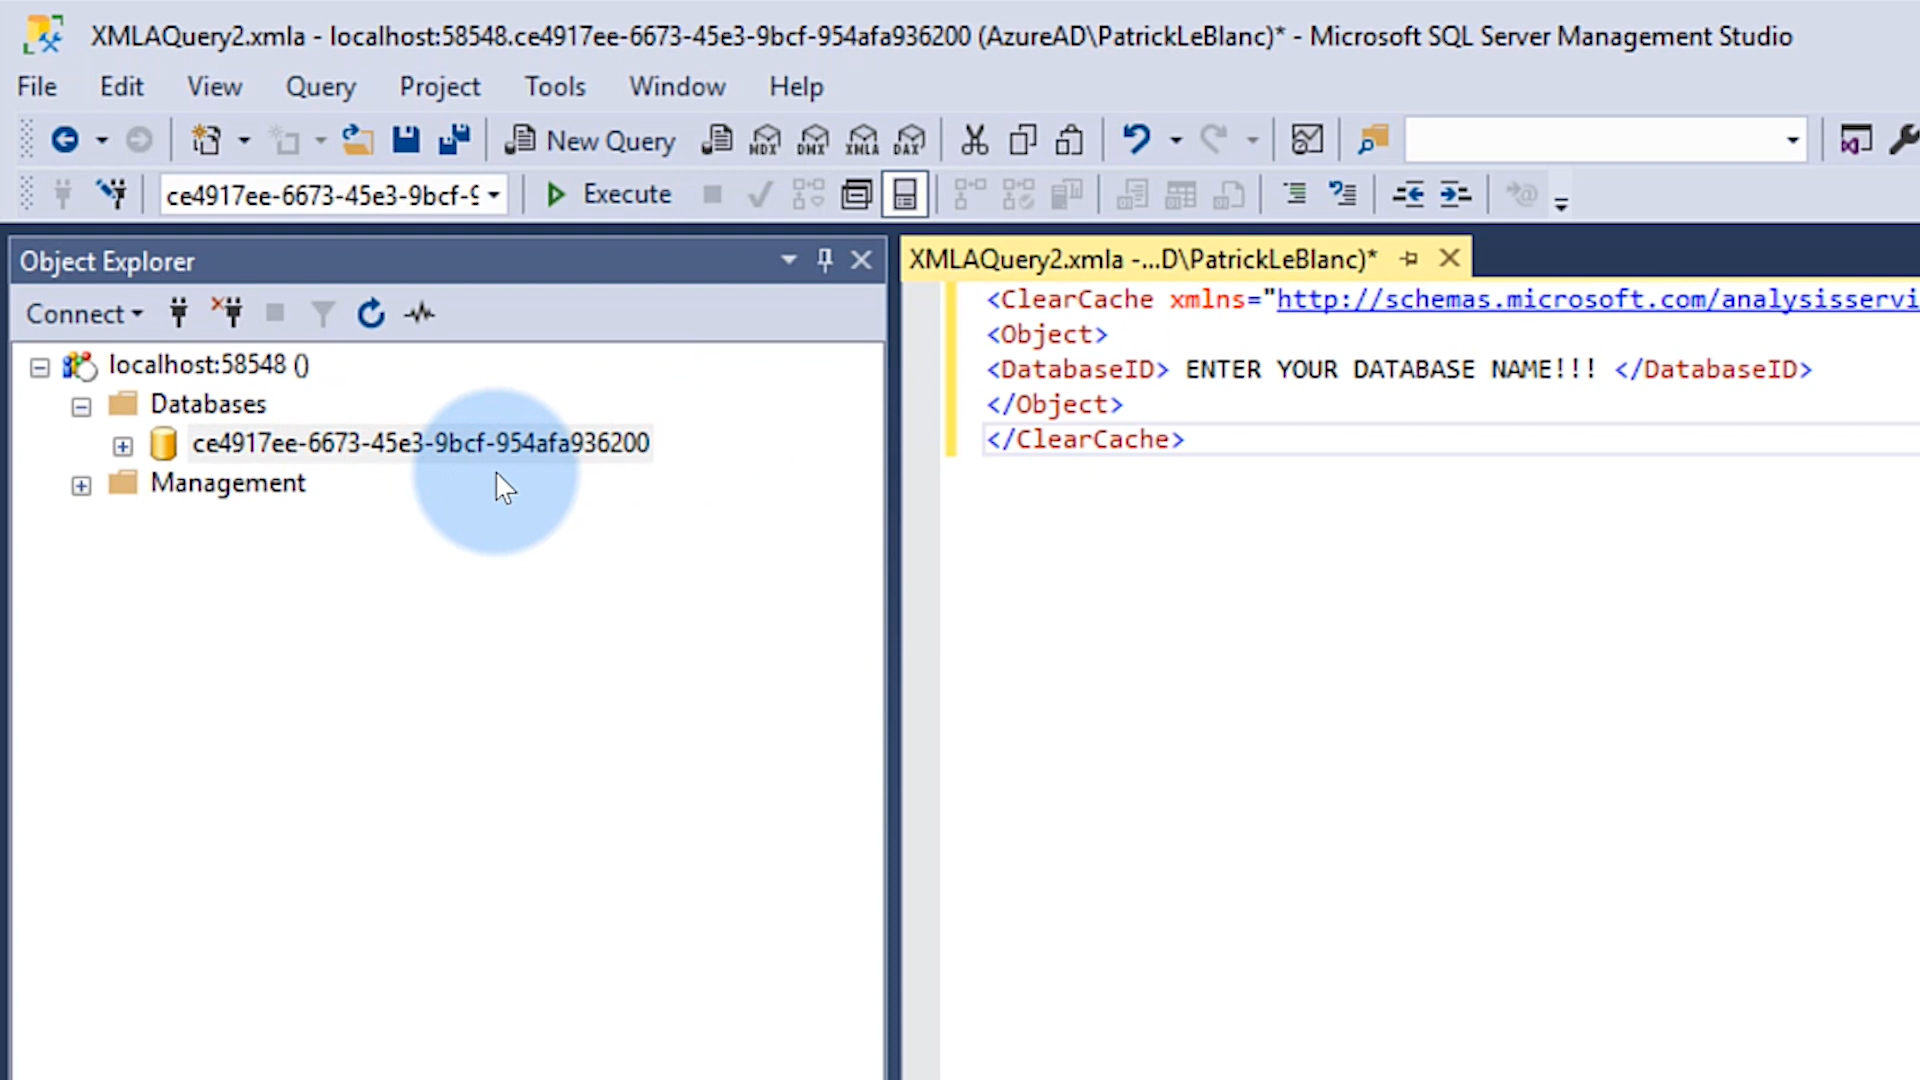 XMLAQuery2.xmla - localhost:58548.ce4917ee-6673-45e3-9bcf-954afa936200 (AzureAD\PatrickLeBlanc)* - Microsoft SQL Server Management Studio
File Edit View Query Project Tools Window Help
New Query MDX DMX XMLA DAX
ce4917ee-6673-45e3-9bcf-9 Execute
Object Explorer
XMLAQuery2.xmla -...D\PatrickLeBlanc)*
Connect
localhost:58548 ()
Databases
ce4917ee-6673-45e3-9bcf-954afa936200
Management
<ClearCache xmlns="http://schemas.microsoft.com/analysisservi
<Object>
<DatabaseID> ENTER YOUR DATABASE NAME!!! </DatabaseID>
</Object>
</ClearCache>